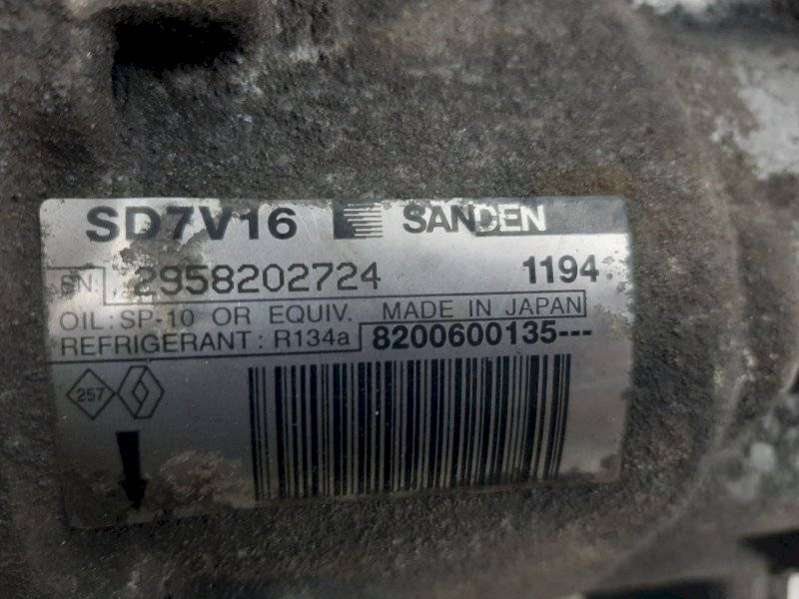 SD7V16 SANDEN
SN 2958202724 1194
OIL: SP-10 OR EQUIV. MADE IN JAPAN
REFRIGERANT: R134a 8200600135---
257